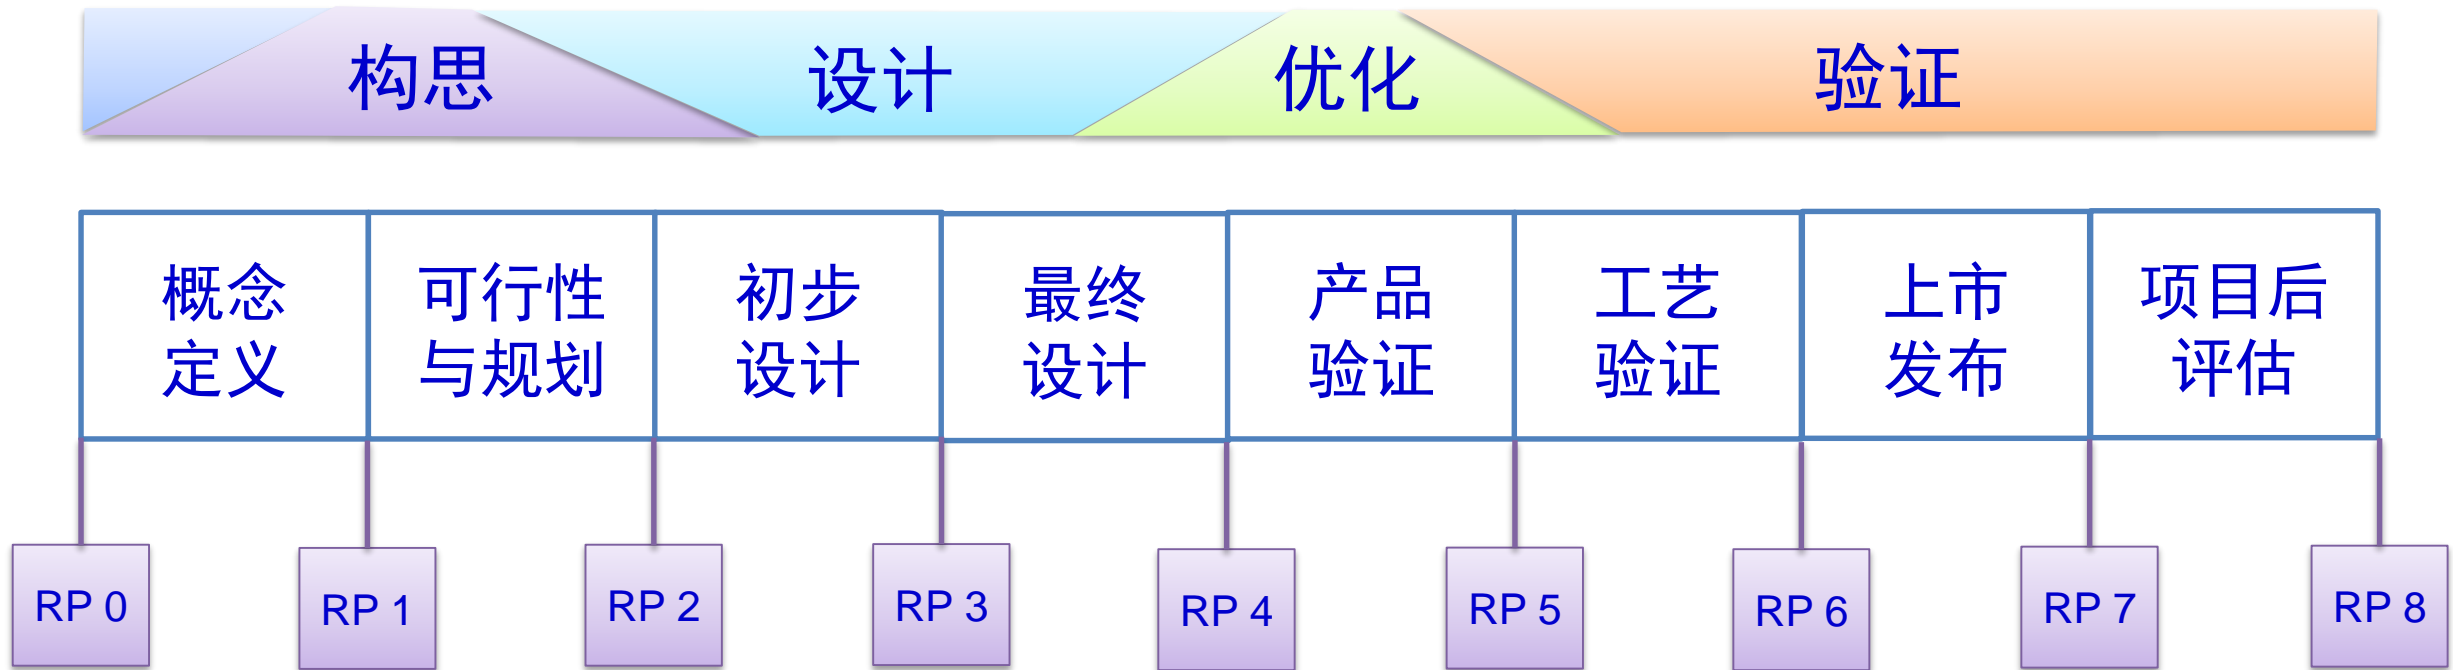 构思
设计
优化
验证
概念
定义
可行性
与规划
初步
设计
最终
设计
产品
验证
工艺
验证
上市
发布
项目后
评估
RP 0
RP 1
RP 2
RP 3
RP 4
RP 5
RP 6
RP 7
RP 8